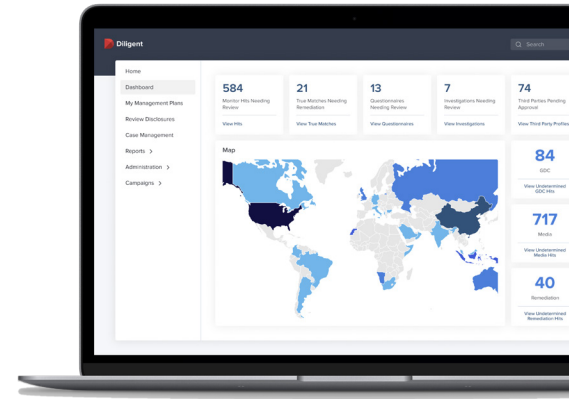 Diligent
Search
Home
Dashboard
My Management Plans
Review Disclosures
Case Management
Reports >
Administration >
Campaigns >
584
Monitor Hits Needing
Review
View Hits
21
True Matches Needing
Remediation
View True Matches
13
Questionnaires
Needing Review
View Questionnaires
7
Investigations Needing
Review
View Investigations
74
Third Parties Pending
Approval
View Third Party Profiles
Map
84
GDC
View Undetermined
GDC Hits
717
Media
View Undetermined
Media Hits
40
Remediation
View Undetermined
Remediation Hits